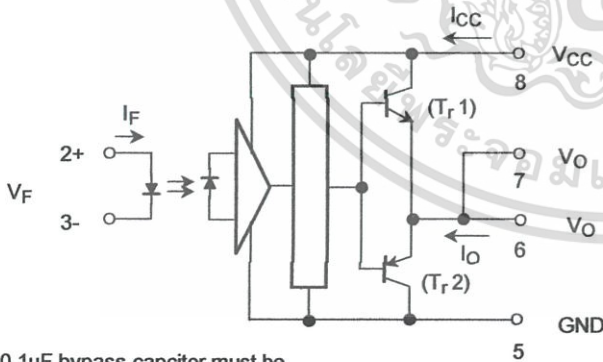 ICC
VCC
8
(Tr 1)
IF
2+
VO
7
VF
VO
3-
IO
6
(Tr 2)
GND
5
0.1uF bypass capcitor must be